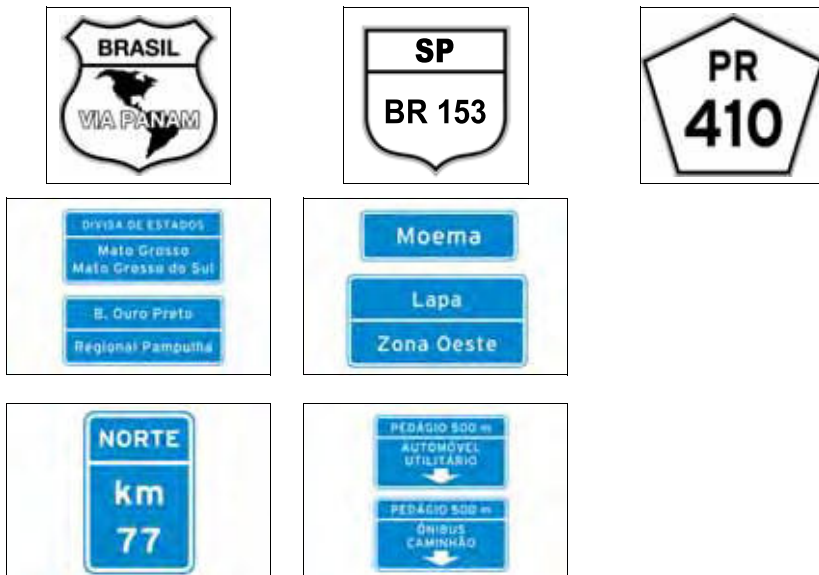 BRASIL
VIA PANAM
SP
BR 153
PR
410
DIVISA DE ESTADOS
Mato Grosso
Mato Grosso do Sul
B. Ouro Preto
Regional Pampulha
Moema
Lapa
Zona Oeste
NORTE
km
77
PEDÁGIO 500 m
AUTOMÓVEL
UTILITÁRIO
PEDÁGIO 500 m
ÔNIBUS
CAMINHÃO